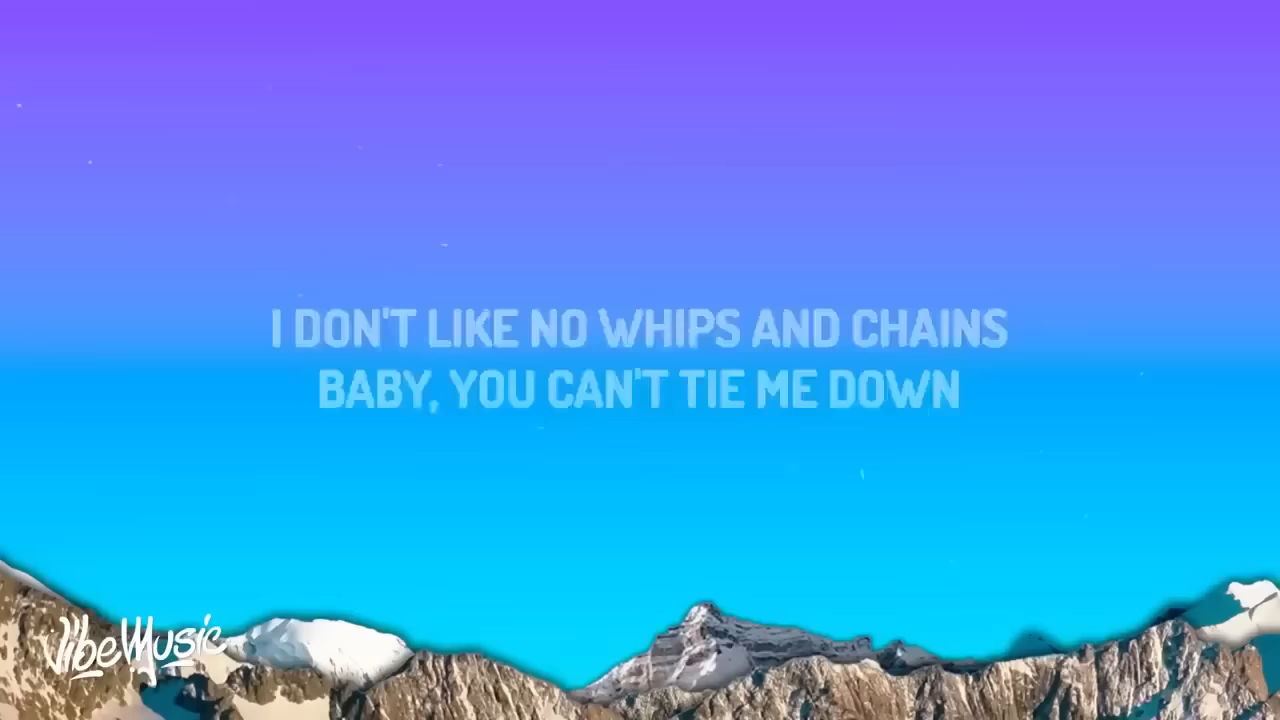 I DON'T LIKE NO WHIPS AND CHAINS
BABY, YOU CAN'T TIE ME DOWN
VibeMusic